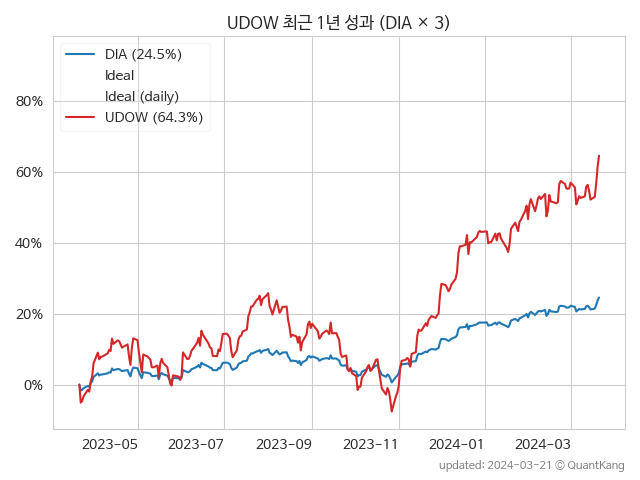 UDOW 최근 1년 성과 (DIA × 3)
DIA (24.5%)
Ideal
Ideal (daily)
UDOW (64.3%)
80%
60%
40%
20%
0%
2023-05 2023-07 2023-09 2023-11 2024-01 2024-03
updated: 2024-03-21 © QuantKang